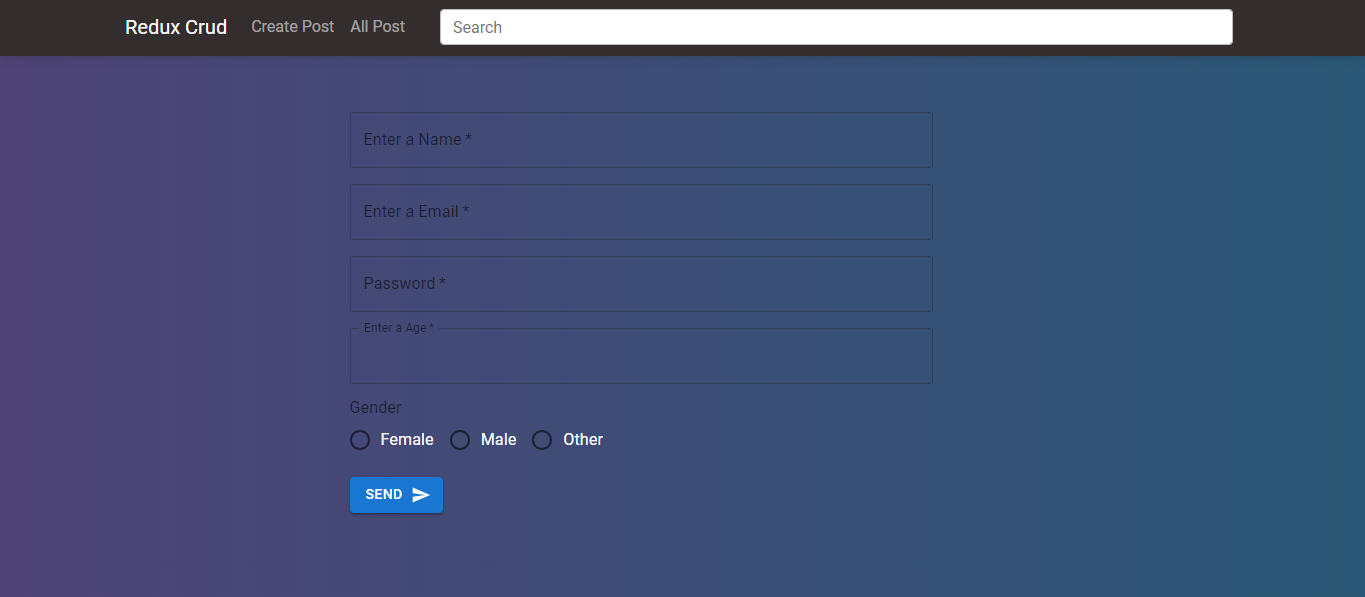 Redux Crud Create Post All Post Search
Enter a Name *
Enter a Email *
Password *
Enter a Age *
Gender
Female Male Other
SEND